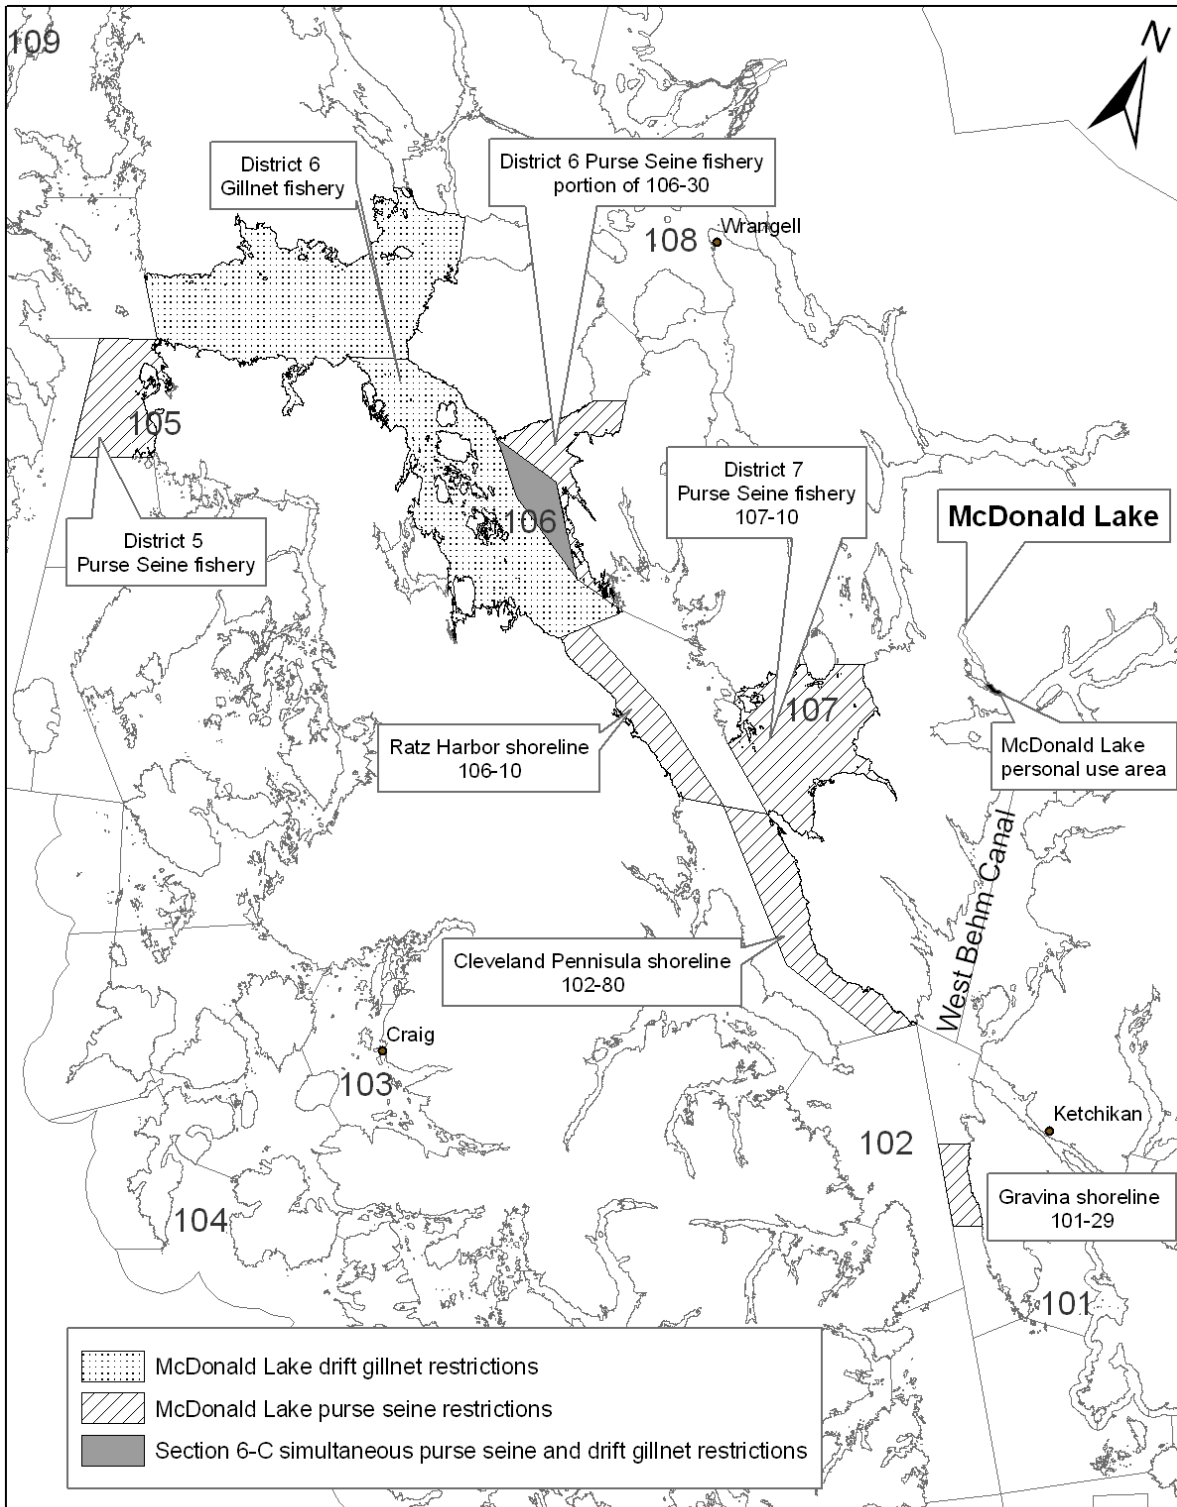 109
N
District 6
Gillnet fishery
District 6 Purse Seine fishery
portion of 106-30
108
Wrangell
105
District 7
Purse Seine fishery
107-10
McDonald Lake
106
District 5
Purse Seine fishery
107
Ratz Harbor shoreline
106-10
McDonald Lake
personal use area
West Behm Canal
Cleveland Pennisula shoreline
102-80
Craig
103
Ketchikan
102
Gravina shoreline
101-29
104
101
McDonald Lake drift gillnet restrictions
McDonald Lake purse seine restrictions
Section 6-C simultaneous purse seine and drift gillnet restrictions